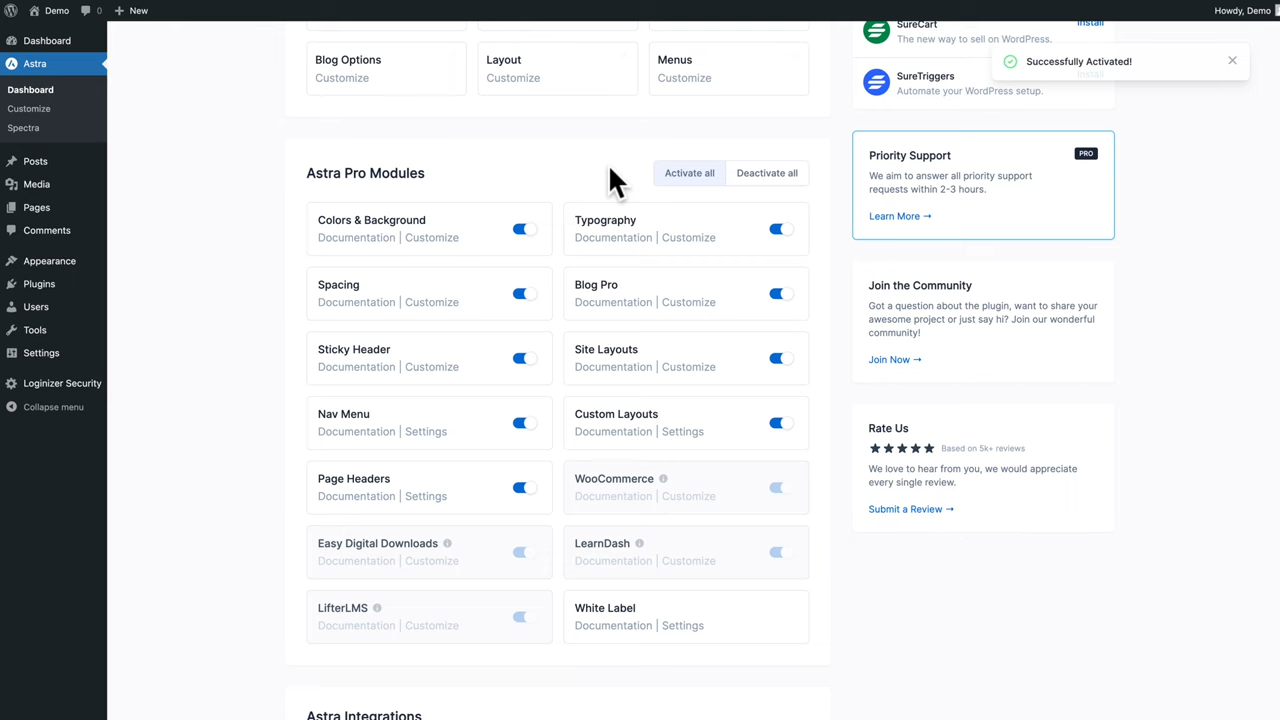 Demo
0
New
Howdy, Demo
Dashboard
Astra
Dashboard
Customize
Spectra
Posts
Media
Pages
Comments
Appearance
Plugins
Users
Tools
Settings
Loginizer Security
Collapse menu
Blog Options
Customize
Layout
Customize
Menus
Customize
Astra Pro Modules
Activate all
Deactivate all
Colors & Background
Documentation | Customize
Typography
Documentation | Customize
Spacing
Documentation | Customize
Blog Pro
Documentation | Customize
Sticky Header
Documentation | Customize
Site Layouts
Documentation | Customize
Nav Menu
Documentation | Settings
Custom Layouts
Documentation | Settings
Page Headers
Documentation | Settings
WooCommerce
Documentation | Customize
Easy Digital Downloads
Documentation | Customize
LearnDash
Documentation | Customize
LifterLMS
Documentation | Customize
White Label
Documentation | Settings
Astra Integrations
SureCart
Install
The new way to sell on WordPress.
Successfully Activated!
SureTriggers
Install
Automate your WordPress setup.
Priority Support
PRO
We aim to answer all priority support
requests within 2-3 hours.
Learn More →
Join the Community
Got a question about the plugin, want to share your
awesome project or just say hi? Join our wonderful
community!
Join Now →
Rate Us
Based on 5k+ reviews
We love to hear from you, we would appreciate
every single review.
Submit a Review →